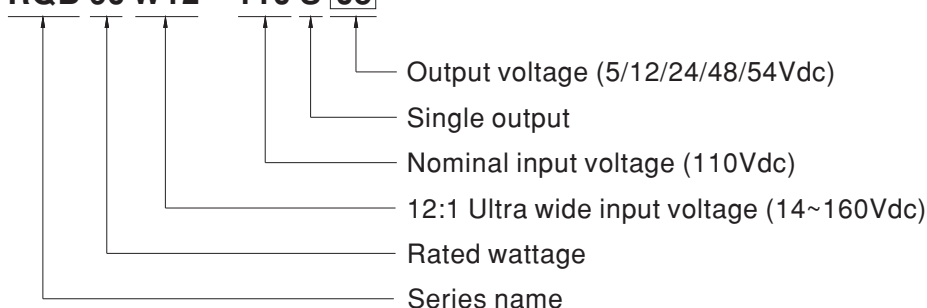 Output voltage (5/12/24/48/54Vdc)
Single output
Nominal input voltage (110Vdc)
12:1 Ultra wide input voltage (14~160Vdc)
Rated wattage
Series name